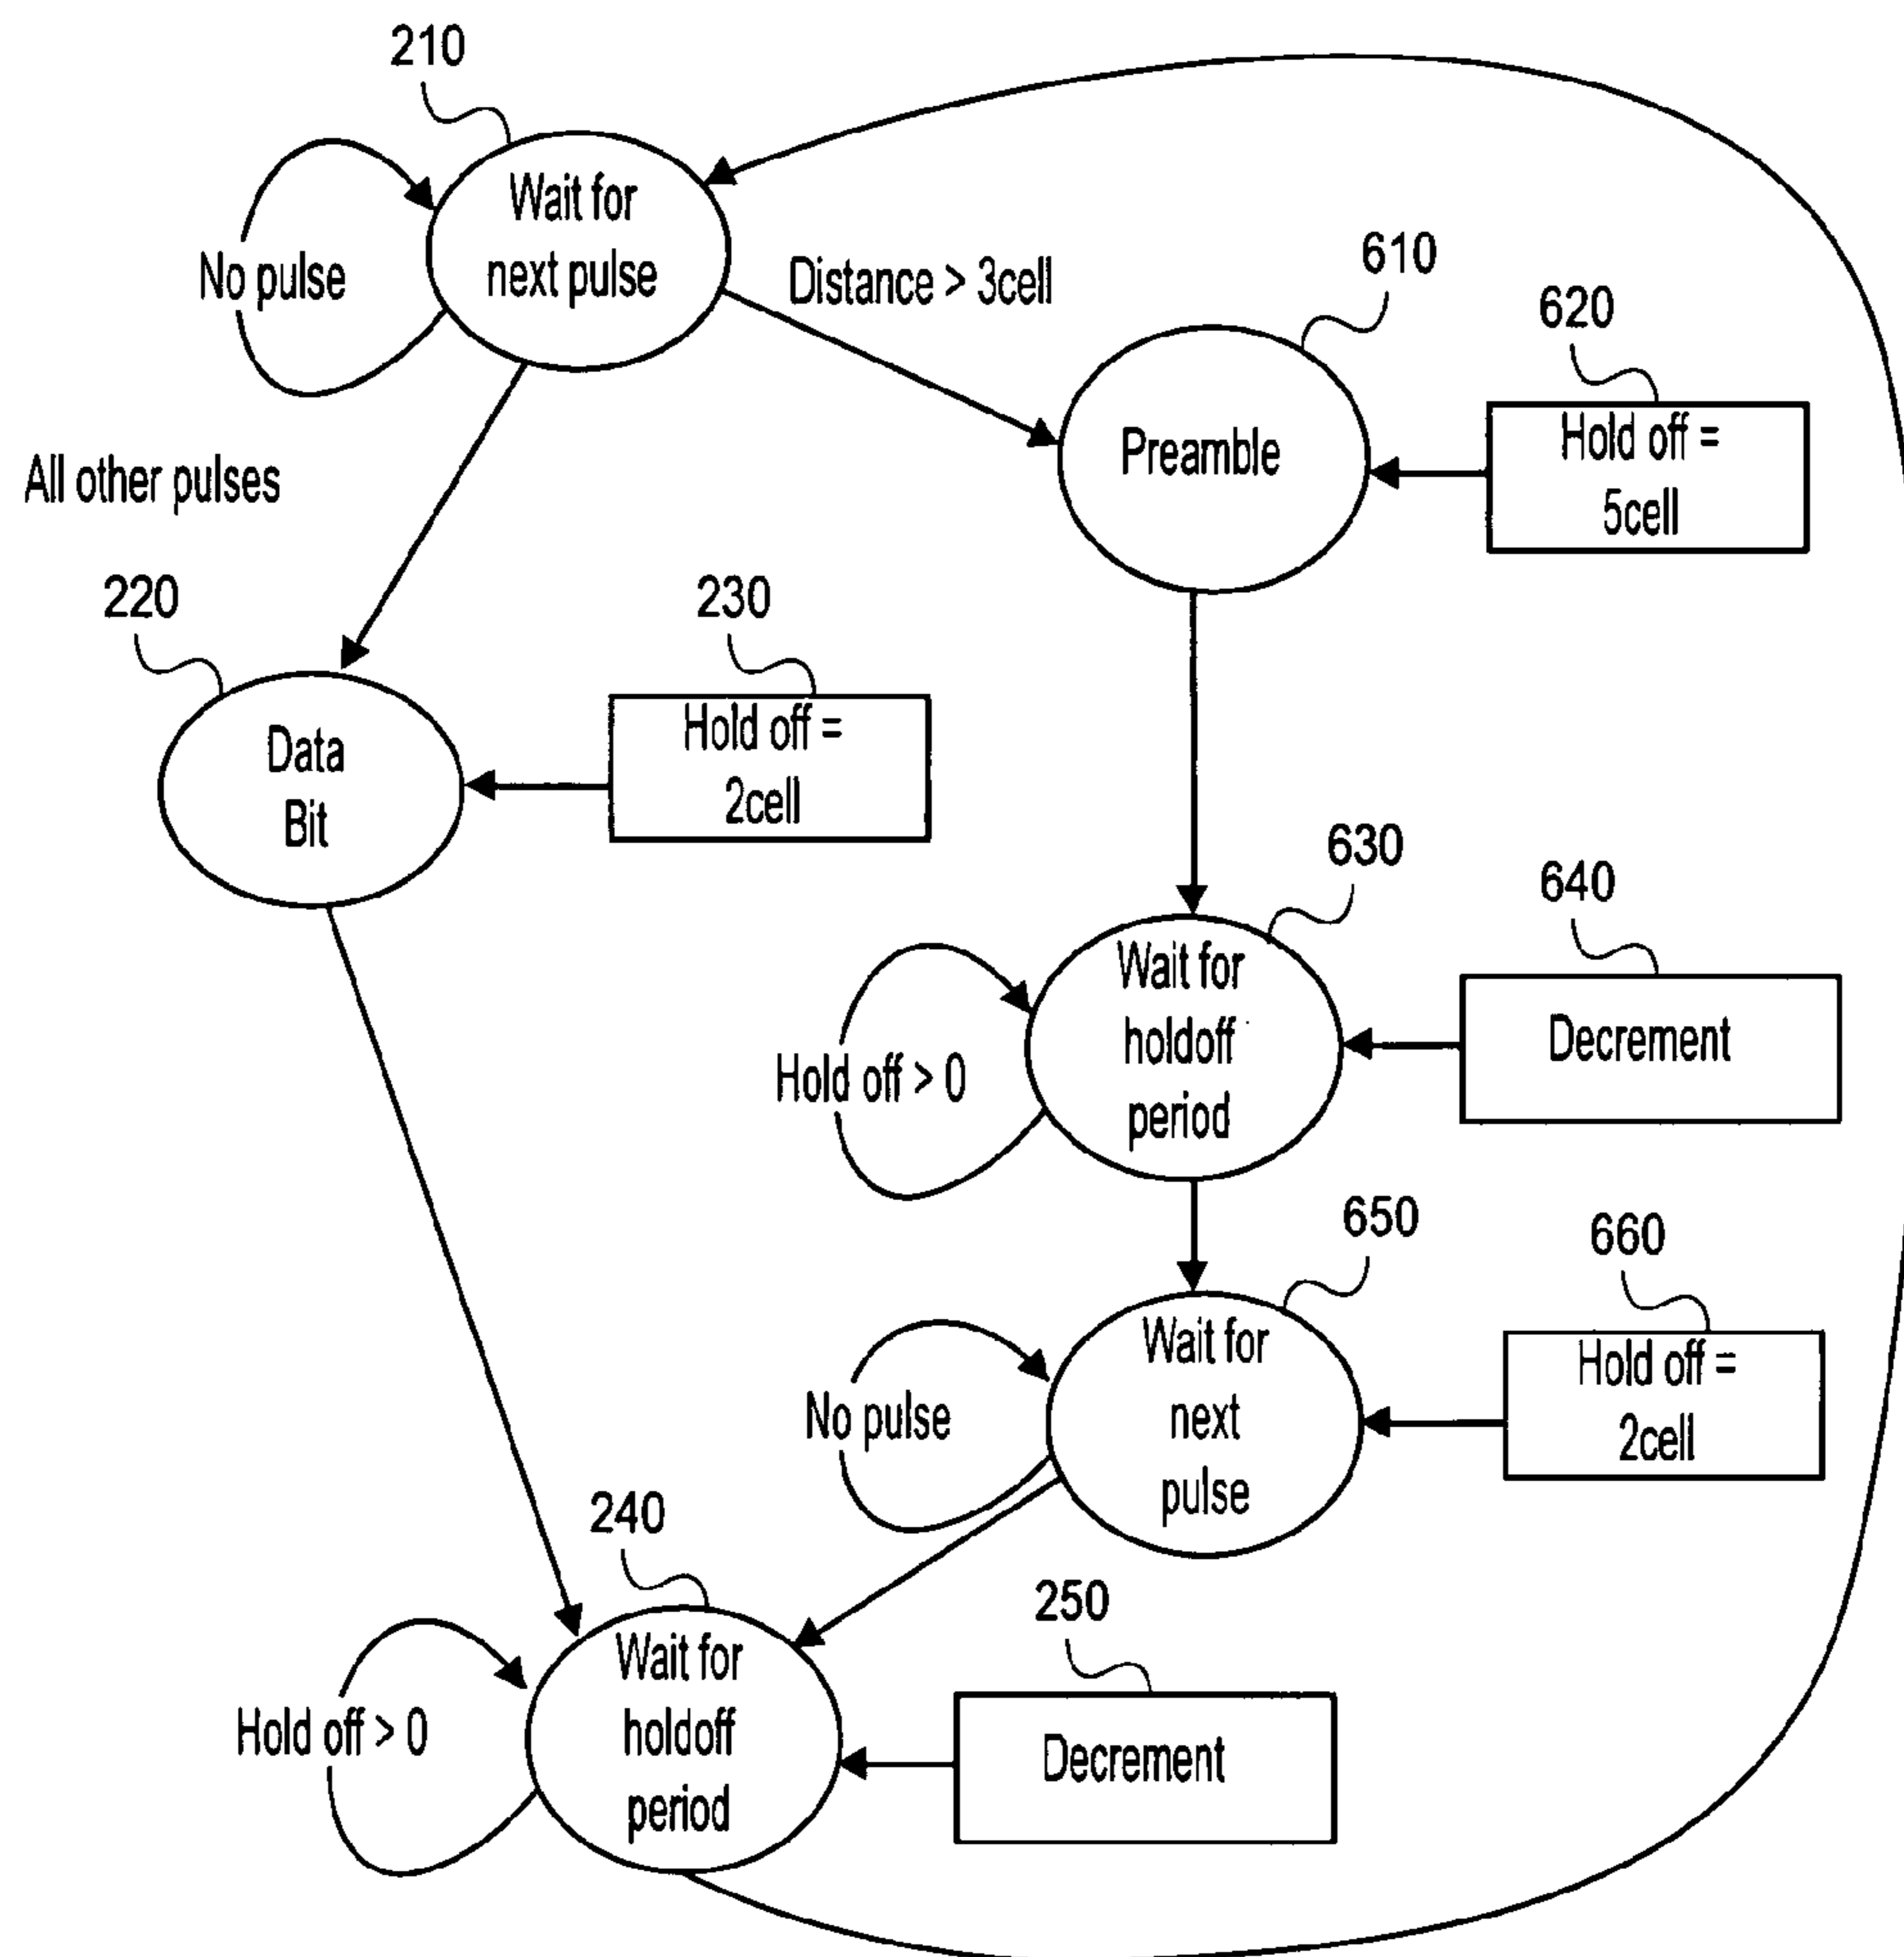 210
Wait for
next pulse
No pulse
Distance > 3cell
610
620
Preamble
Hold off =
5cell
All other pulses
220
230
Data
Bit
Hold off =
2cell
630
640
Wait for
holdoff
period
Hold off > 0
Decrement
650
660
Wait for
next
pulse
No pulse
Hold off =
2cell
240
250
Wait for
holdoff
period
Hold off > 0
Decrement